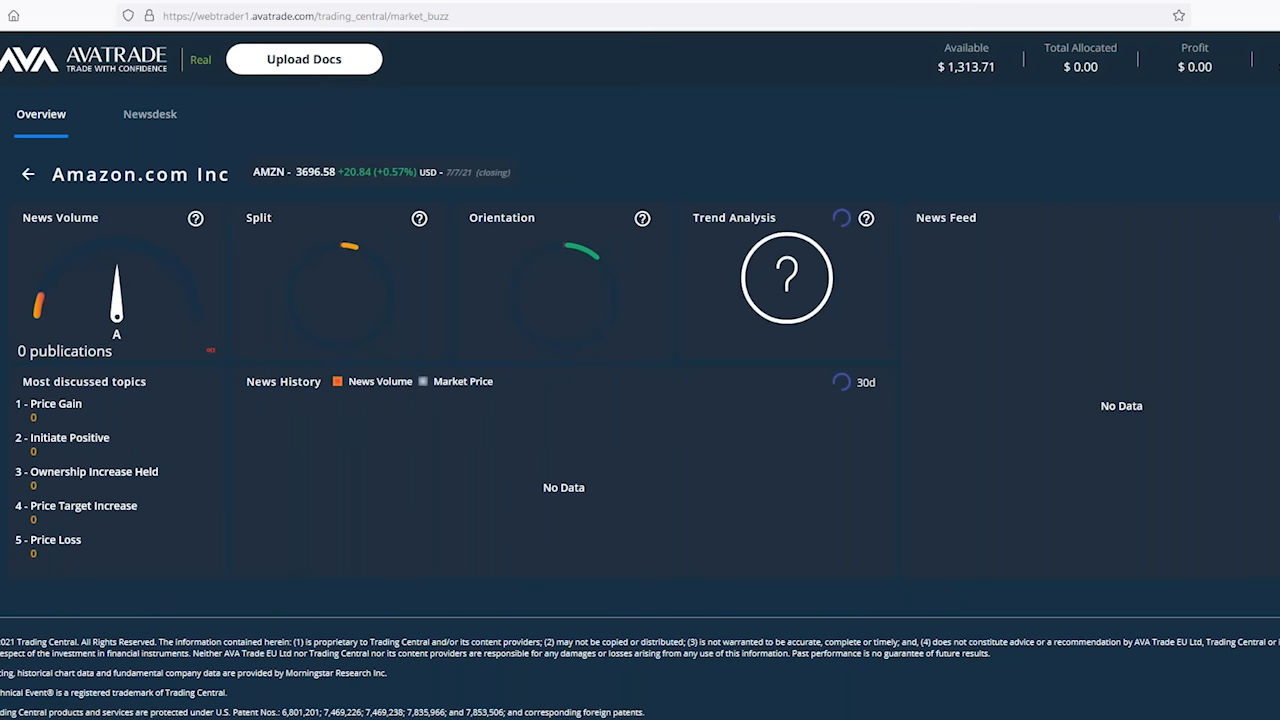 https://webtrader1.avatrade.com/trading_central/market_buzz
AVA AVATRADE
TRADE WITH CONFIDENCE
Real
Upload Docs
Available
$ 1,313.71
Total Allocated
$ 0.00
Profit
$ 0.00
Overview
Newsdesk
Amazon.com Inc
AMZN - 3696.58 +20.84 (+0.57%) USD - 7/7/21 (closing)
News Volume
A
0 publications
Split
Orientation
Trend Analysis
?
News Feed
No Data
Most discussed topics
1 - Price Gain
0
2 - Initiate Positive
0
3 - Ownership Increase Held
0
4 - Price Target Increase
0
5 - Price Loss
0
News History
News Volume
Market Price
30d
No Data
2021 Trading Central. All Rights Reserved. The information contained herein: (1) is proprietary to Trading Central and/or its content providers; (2) may not be copied or distributed; (3) is not warranted to be accurate, complete or timely; and, (4) does not constitute advice or a recommendation by AVA Trade EU Ltd, Trading Central or
respect of the investment in financial instruments. Neither AVA Trade EU Ltd nor Trading Central nor its content providers are responsible for any damages or losses arising from any use of this information. Past performance is no guarantee of future results.
ting, historical chart data and fundamental company data are provided by Morningstar Research Inc.
hnical Event® is a registered trademark of Trading Central.
ding Central products and services are protected under U.S. Patent Nos.: 6,801,201; 7,469,226; 7,469,238; 7,835,966; and 7,853,506; and corresponding foreign patents.